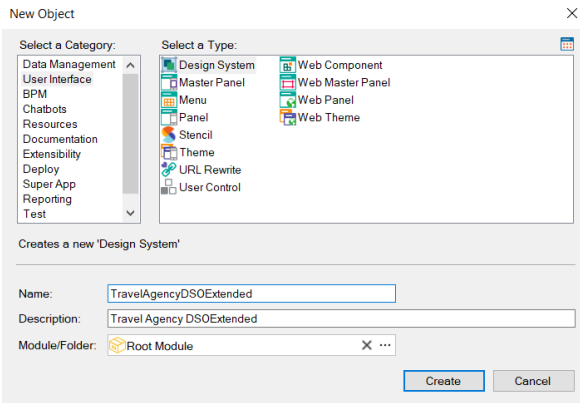 New Object
Select a Category:
Select a Type:
Data Management
User Interface
BPM
Chatbots
Resources
Documentation
Extensibility
Deploy
Super App
Reporting
Test
Design System
Master Panel
Menu
Panel
Stencil
Theme
URL Rewrite
User Control
Web Component
Web Master Panel
Web Panel
Web Theme
Creates a new 'Design System'
Name: TravelAgencyDSOExtended
Description: Travel Agency DSOExtended
Module/Folder: Root Module
Create Cancel